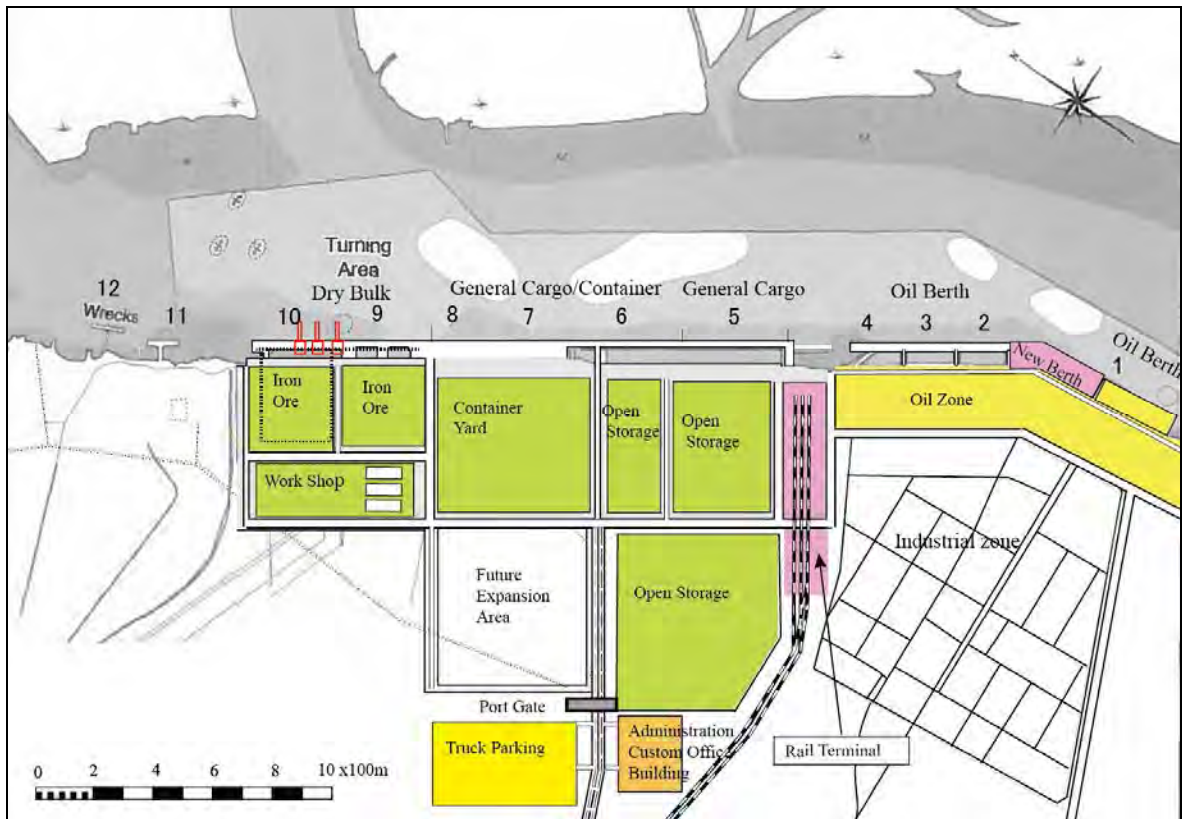 N
Turning
Area
Dry Bulk
General Cargo/Container
General Cargo
Oil Berth
12
Wrecks
11
10
9
8
7
6
5
4
3
2
1
New Berth
Oil Berth
Iron
Ore
Iron
Ore
Container
Yard
Open
Storage
Open
Storage
Oil Zone
Work Shop
Industrial zone
Future
Expansion
Area
Open Storage
Port Gate
Truck Parking
Administration
Custom Office
Building
Rail Terminal
0 2 4 6 8 10 x100m